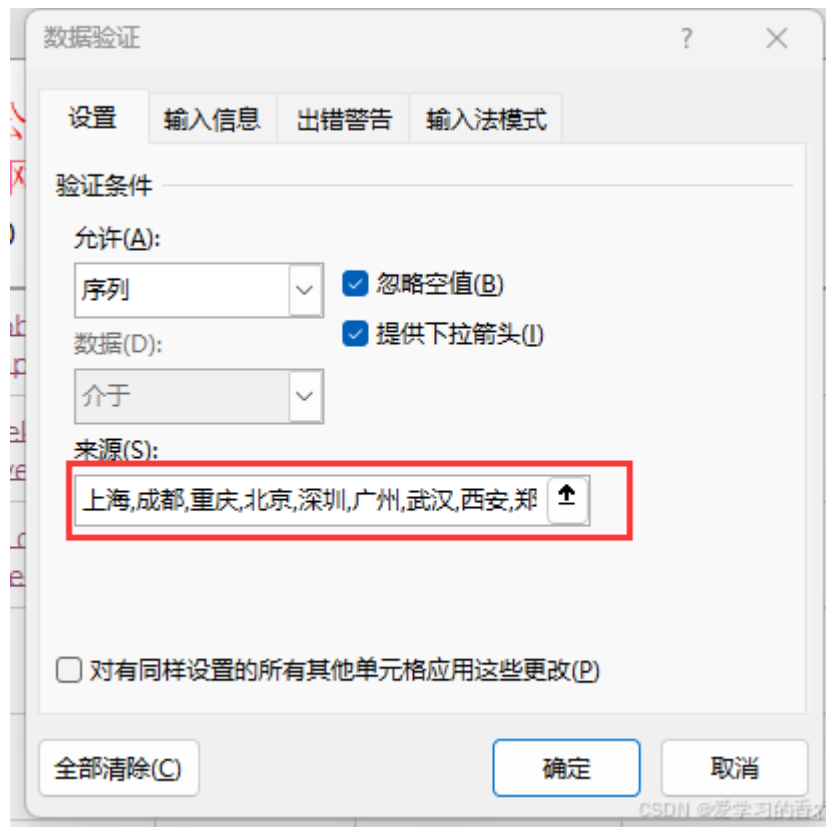 数据验证
?
设置
输入信息
出错警告
输入法模式
验证条件
允许(A):
序列
忽略空值(B)
数据(D):
提供下拉箭头(I)
介于
来源(S):
上海,成都,重庆,北京,深圳,广州,武汉,西安,郑
对有同样设置的所有其他单元格应用这些更改(P)
全部清除(C)
确定
取消
CSDN @爱学习的香